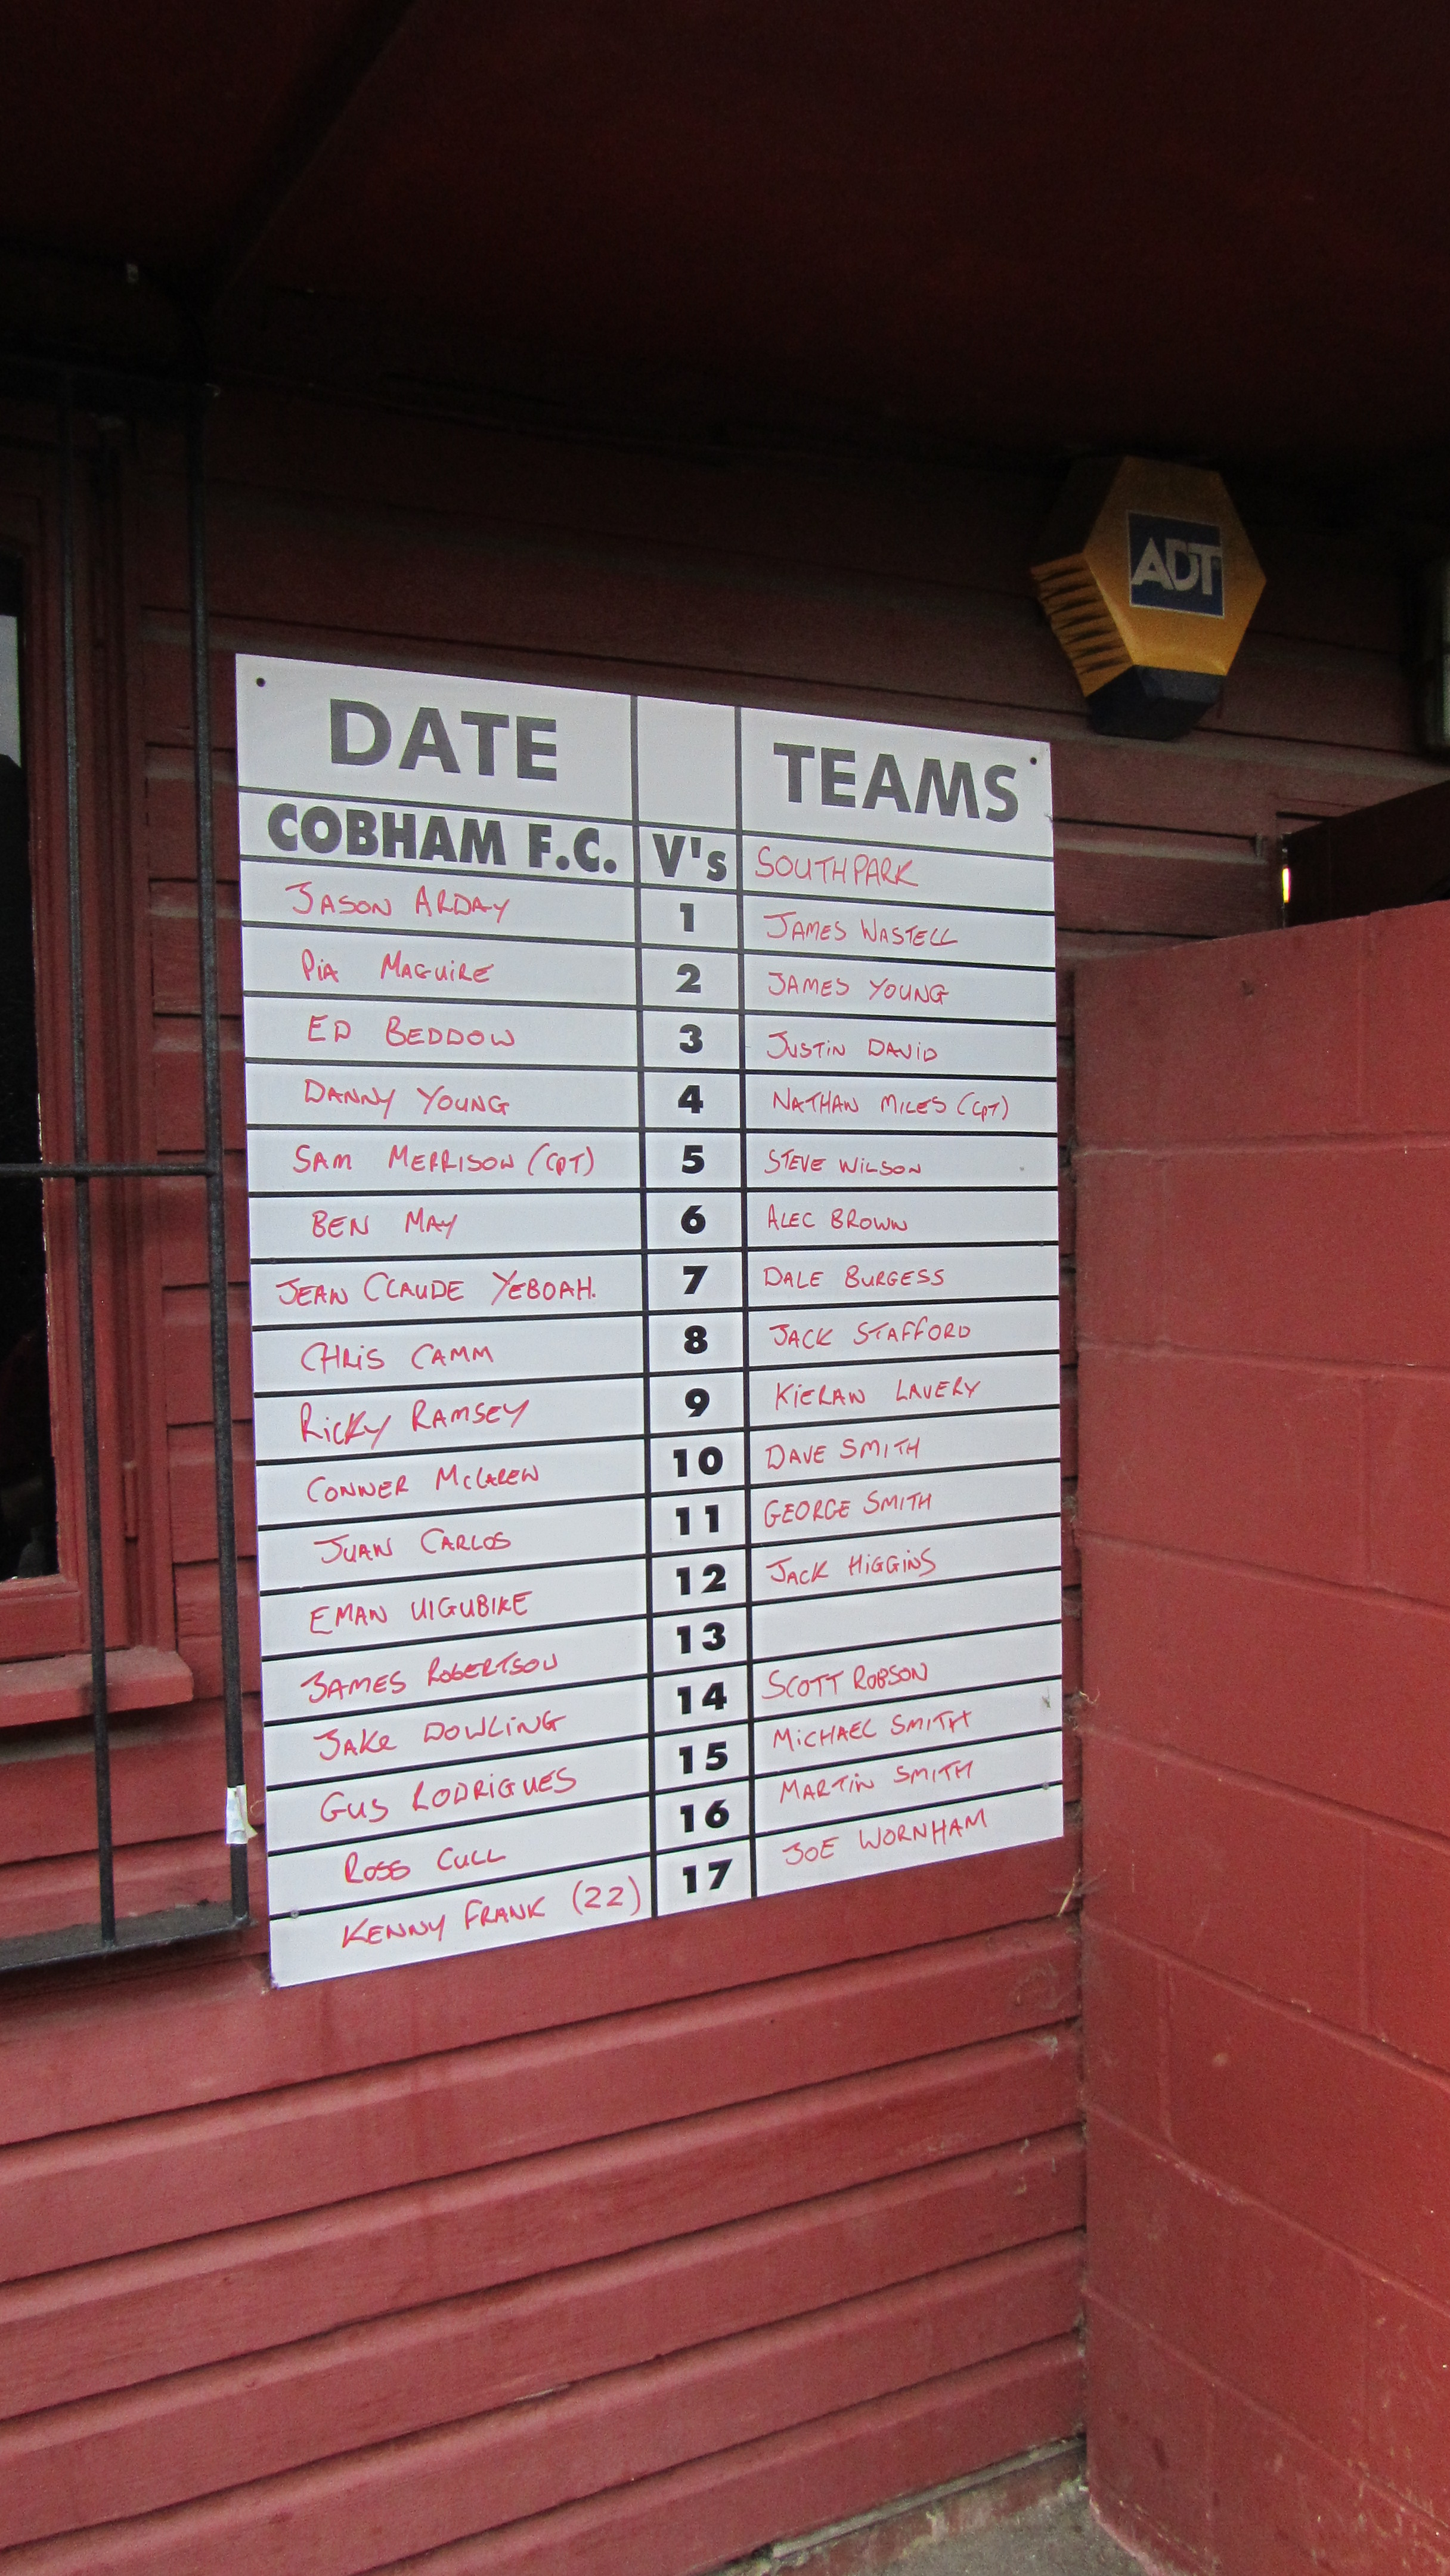 ADT
DATE TEAMS
COBHAM F.C. V's SOUTHPARK
JASON ARDAY 1 JAMES WASTELL
PIA MAGUIRE 2 JAMES YOUNG
ED BEDDOW 3 JUSTIN DAVID
DANNY YOUNG 4 NATHAN MILES (CPT)
SAM MERRISON (CPT) 5 STEVE WILSON
BEN MAY 6 ALEC BROWN
JEAN CLAUDE YEBOAH. 7 DALE BURGESS
CHRIS CAMM 8 JACK STAFFORD
RICKY RAMSEY 9 KIERAN LAVERY
CONNER McLAREN 10 DAVE SMITH
JUAN CARLOS 11 GEORGE SMITH
EMAN UIGUBIKE 12 JACK HIGGINS
JAMES ROBERTSON 13
JAKE DOWLING 14 SCOTT ROBSON
GUS RODRIGUES 15 MICHAEL SMITH
ROSS CULL 16 MARTIN SMITH
KENNY FRANK (22) 17 JOE WORNHAM